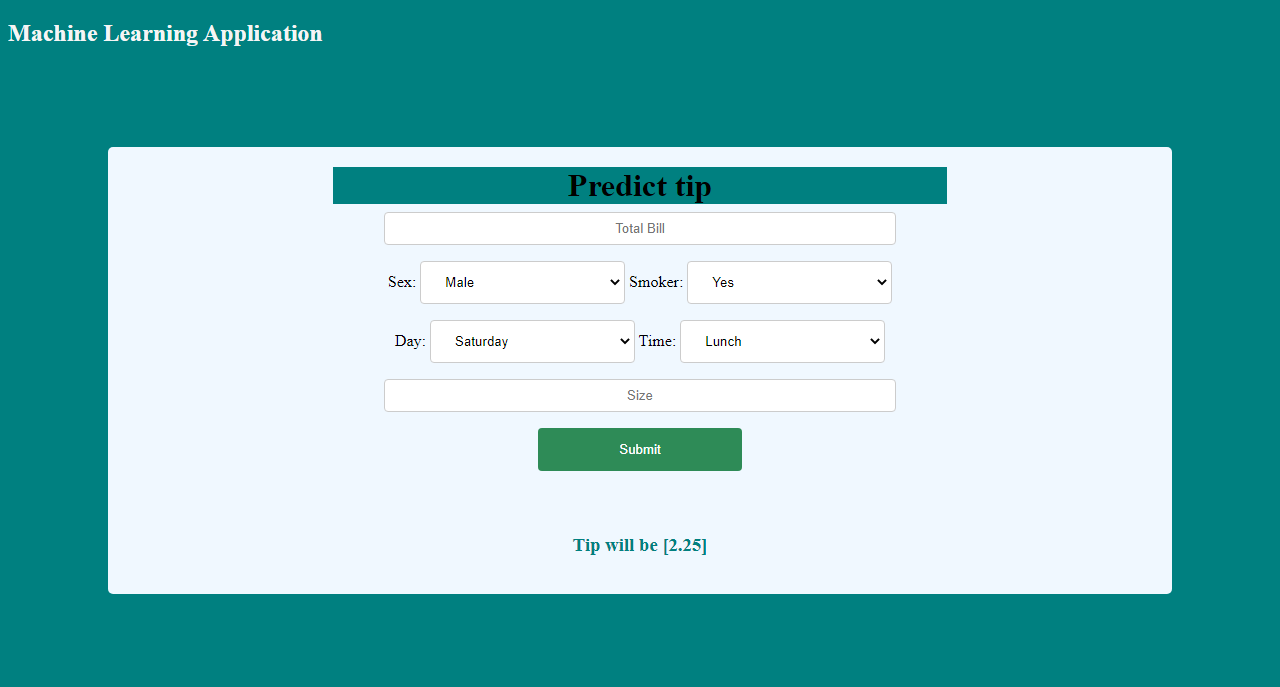 Machine Learning Application
Predict tip
Total Bill
Sex: Male Smoker: Yes
Day: Saturday Time: Lunch
Size
Submit
Tip will be [2.25]